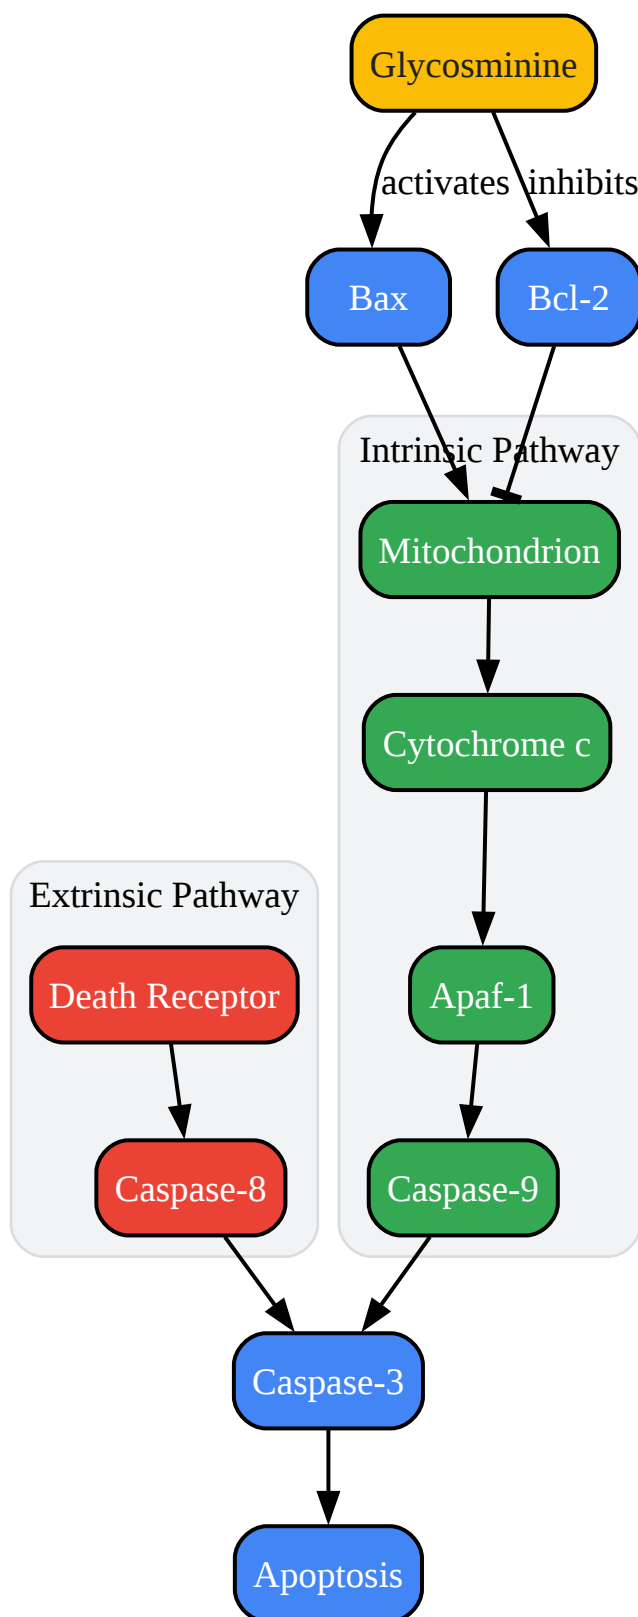 Glycosminine
activates
inhibits
Bax
Bcl-2
Intrinsic Pathway
Mitochondrion
Cytochrome c
Extrinsic Pathway
Death Receptor
Apaf-1
Caspase-8
Caspase-9
Caspase-3
Apoptosis